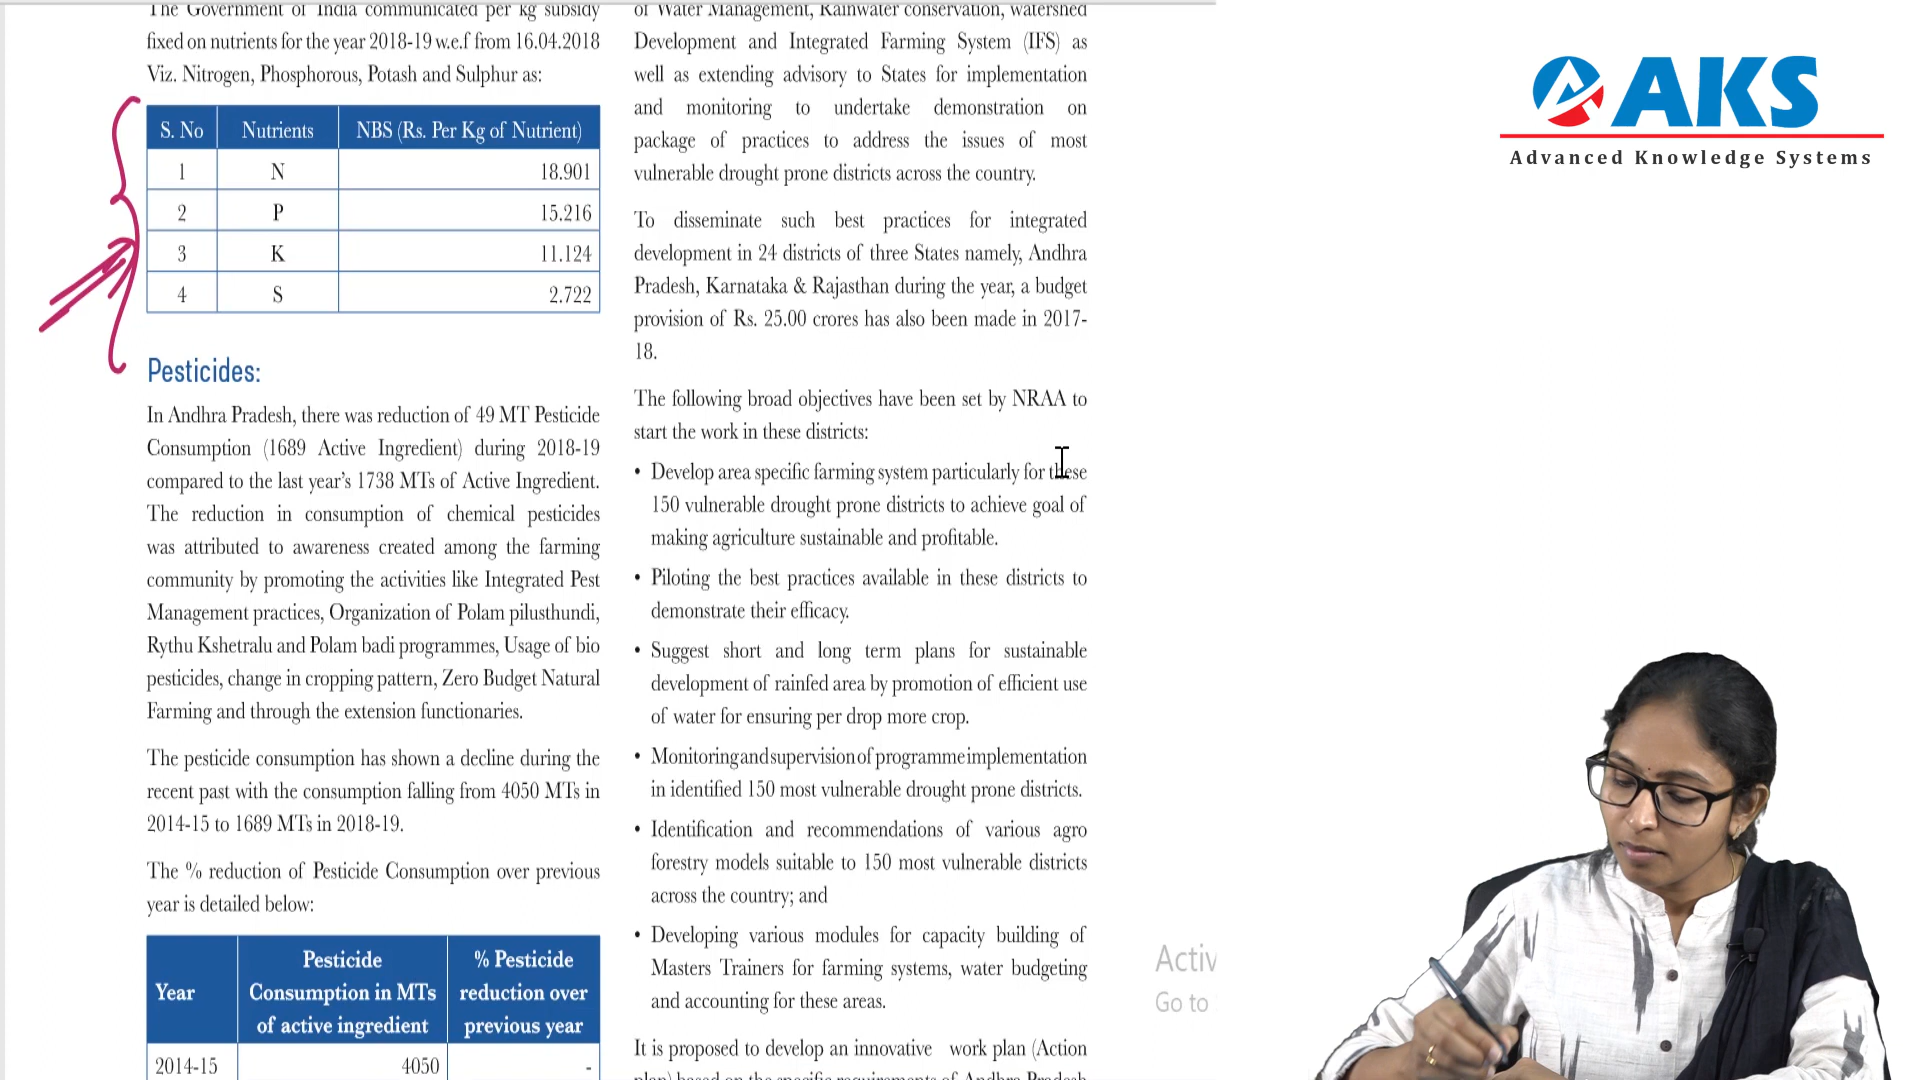 The Government of India communicated per kg subsidy
fixed on nutrients for the year 2018-19 w.e.f from 16.04.2018
Viz. Nitrogen, Phosphorous, Potash and Sulphur as:
S. No Nutrients NBS (Rs. Per Kg of Nutrient)
1 N 18.901
2 P 15.216
3 K 11.124
4 S 2.722
Pesticides:
In Andhra Pradesh, there was reduction of 49 MT Pesticide
Consumption (1689 Active Ingredient) during 2018-19
compared to the last year's 1738 MTs of Active Ingredient.
The reduction in consumption of chemical pesticides
was attributed to awareness created among the farming
community by promoting the activities like Integrated Pest
Management practices, Organization of Polam pilusthundi,
Rythu Kshetralu and Polam badi programmes, Usage of bio
pesticides, change in cropping pattern, Zero Budget Natural
Farming and through the extension functionaries.
The pesticide consumption has shown a decline during the
recent past with the consumption falling from 4050 MTs in
2014-15 to 1689 MTs in 2018-19.
The % reduction of Pesticide Consumption over previous
year is detailed below:
Year Pesticide Consumption in MTs of active ingredient % Pesticide reduction over previous year
2014-15 4050 -
of Water Management, Rainwater conservation, watershed
Development and Integrated Farming System (IFS) as
well as extending advisory to States for implementation
and monitoring to undertake demonstration on
package of practices to address the issues of most
vulnerable drought prone districts across the country.
To disseminate such best practices for integrated
development in 24 districts of three States namely, Andhra
Pradesh, Karnataka & Rajasthan during the year, a budget
provision of Rs. 25.00 crores has also been made in 2017-
18.
The following broad objectives have been set by NRAA to
start the work in these districts:
• Develop area specific farming system particularly for these
150 vulnerable drought prone districts to achieve goal of
making agriculture sustainable and profitable.
• Piloting the best practices available in these districts to
demonstrate their efficacy.
• Suggest short and long term plans for sustainable
development of rainfed area by promotion of efficient use
of water for ensuring per drop more crop.
• Monitoring and supervision of programme implementation
in identified 150 most vulnerable drought prone districts.
• Identification and recommendations of various agro
forestry models suitable to 150 most vulnerable districts
across the country; and
• Developing various modules for capacity building of
Masters Trainers for farming systems, water budgeting
and accounting for these areas.
It is proposed to develop an innovative work plan (Action
plan) based on the specific requirements of Andhra Pradesh
AKS
Advanced Knowledge Systems
Activ
Go to